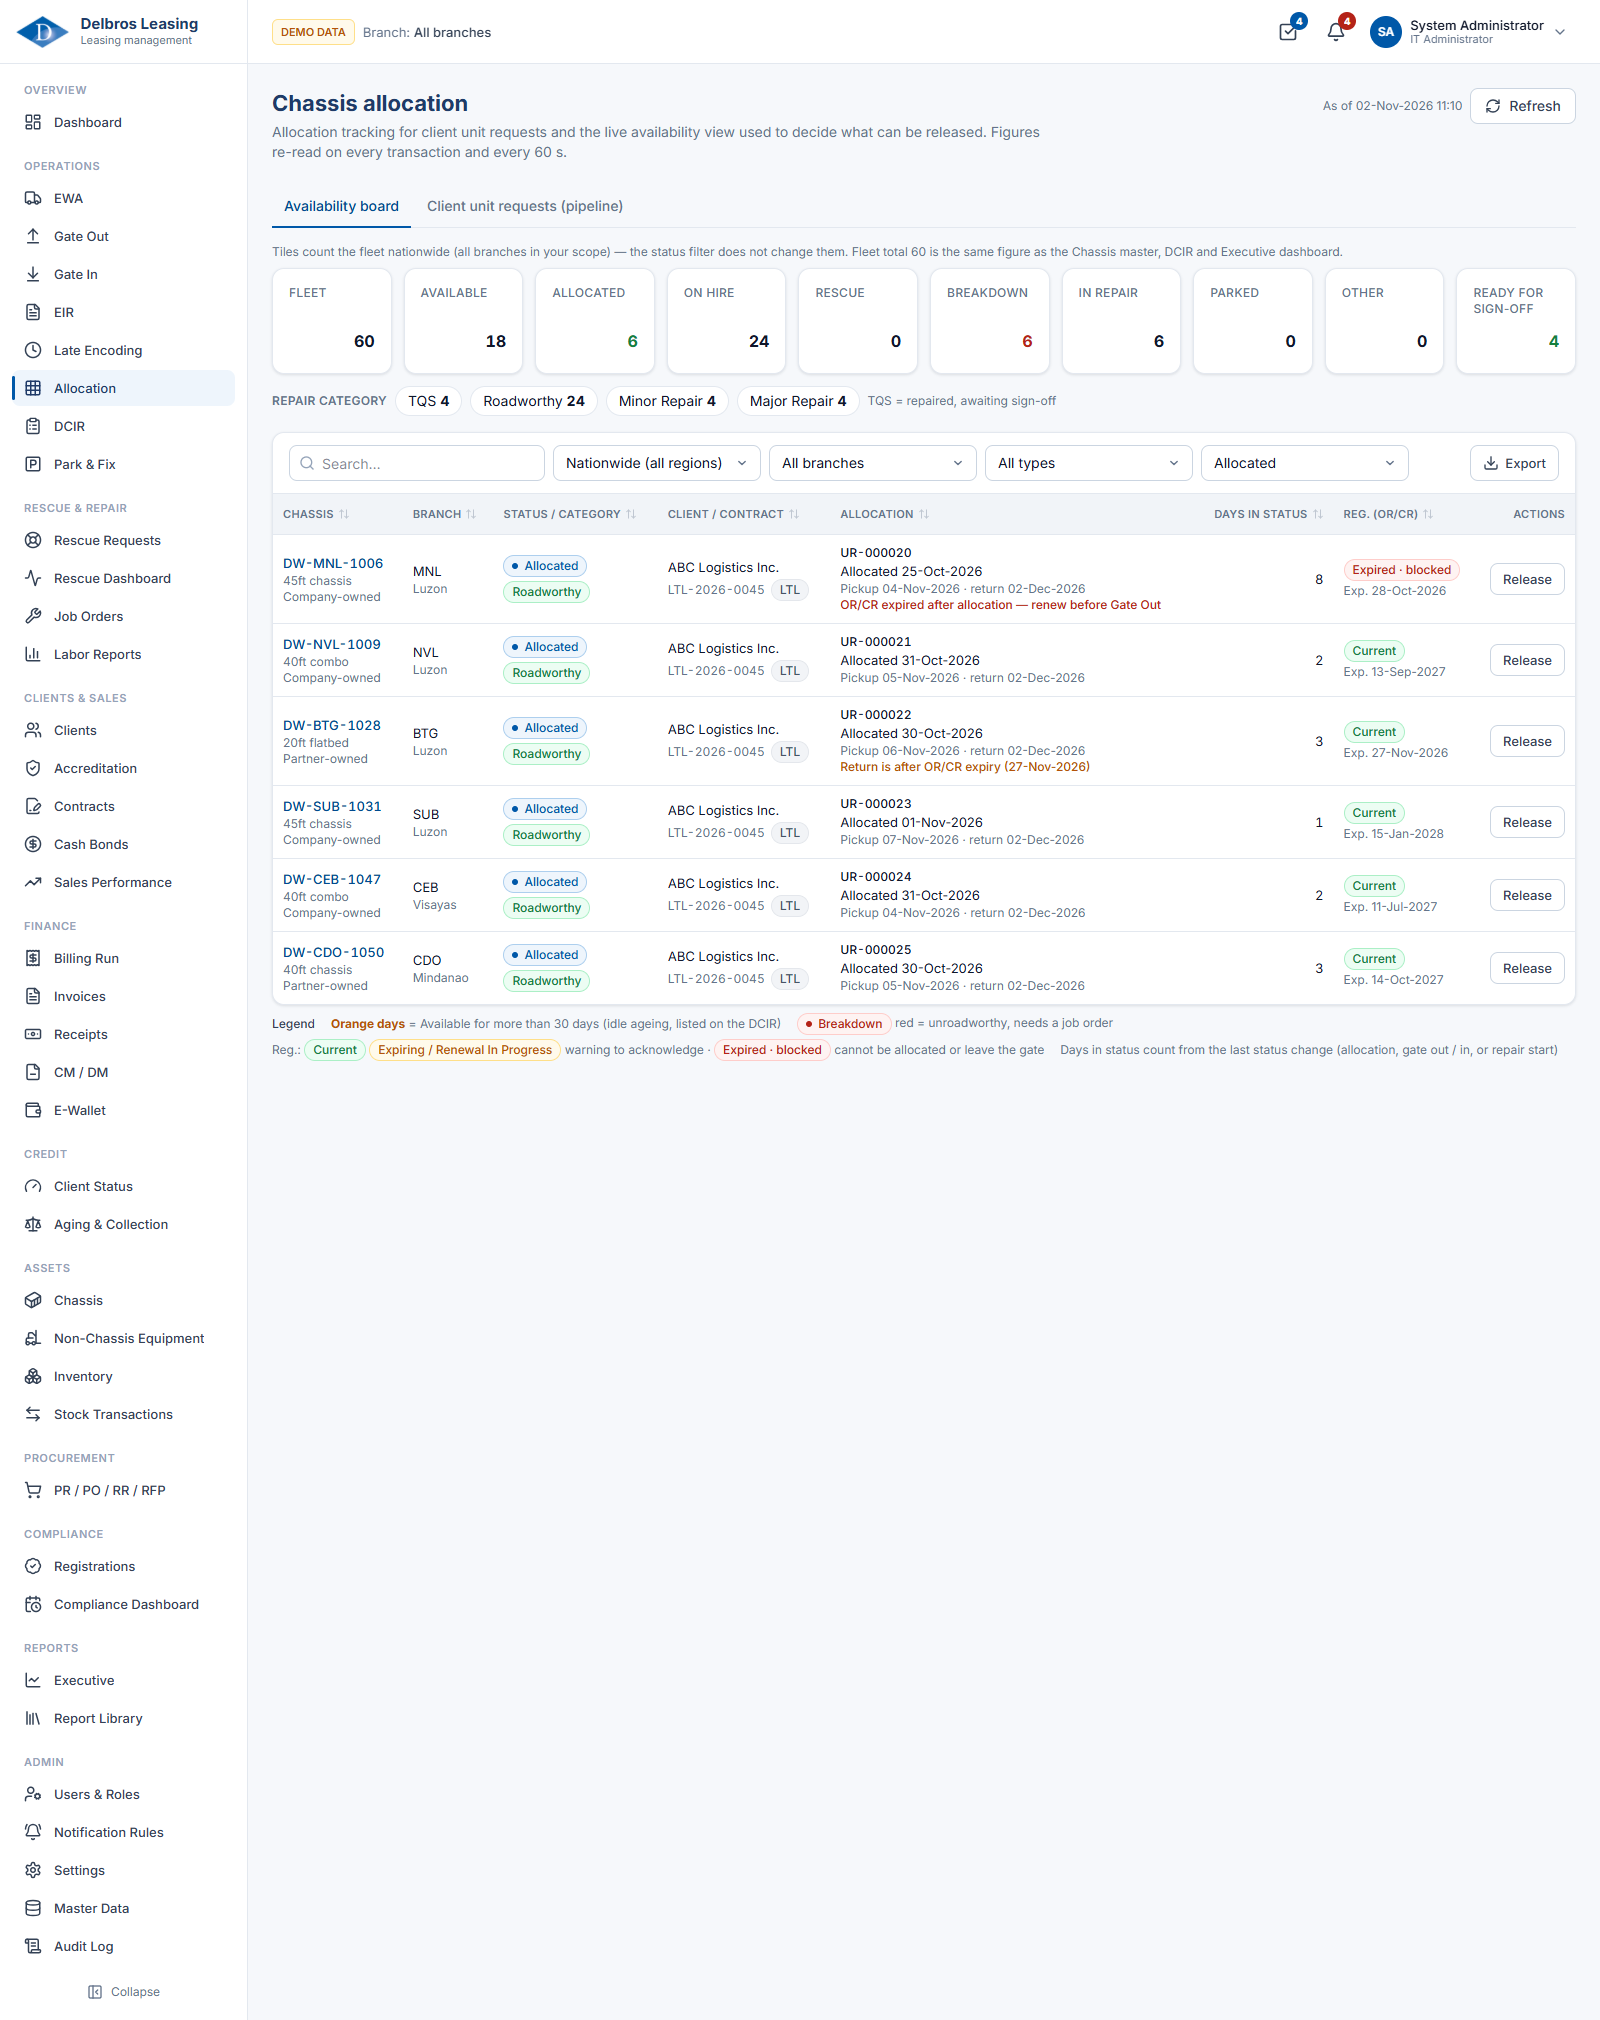 Delbros Leasing
Leasing management
DEMO DATA
Branch: All branches
4
4
SA
System Administrator
IT Administrator
OVERVIEW
Dashboard
OPERATIONS
EWA
Gate Out
Gate In
EIR
Late Encoding
Allocation
DCIR
Park & Fix
RESCUE & REPAIR
Rescue Requests
Rescue Dashboard
Job Orders
Labor Reports
CLIENTS & SALES
Clients
Accreditation
Contracts
Cash Bonds
Sales Performance
FINANCE
Billing Run
Invoices
Receipts
CM / DM
E-Wallet
CREDIT
Client Status
Aging & Collection
ASSETS
Chassis
Non-Chassis Equipment
Inventory
Stock Transactions
PROCUREMENT
PR / PO / RR / RFP
COMPLIANCE
Registrations
Compliance Dashboard
REPORTS
Executive
Report Library
ADMIN
Users & Roles
Notification Rules
Settings
Master Data
Audit Log
Collapse
Chassis allocation
As of 02-Nov-2026 11:10
Refresh
Allocation tracking for client unit requests and the live availability view used to decide what can be released. Figures
re-read on every transaction and every 60 s.
Availability board
Client unit requests (pipeline)
Tiles count the fleet nationwide (all branches in your scope) — the status filter does not change them. Fleet total 60 is the same figure as the Chassis master, DCIR and Executive dashboard.
FLEET
60
AVAILABLE
18
ALLOCATED
6
ON HIRE
24
RESCUE
0
BREAKDOWN
6
IN REPAIR
6
PARKED
0
OTHER
0
READY FOR
SIGN-OFF
4
REPAIR CATEGORY
TQS 4
Roadworthy 24
Minor Repair 4
Major Repair 4
TQS = repaired, awaiting sign-off
Search...
Nationwide (all regions)
All branches
All types
Allocated
Export
CHASSIS
BRANCH
STATUS / CATEGORY
CLIENT / CONTRACT
ALLOCATION
DAYS IN STATUS
REG. (OR/CR)
ACTIONS
DW-MNL-1006
45ft chassis
Company-owned
MNL
Luzon
Allocated
Roadworthy
ABC Logistics Inc.
LTL-2026-0045 LTL
UR-000020
Allocated 25-Oct-2026
Pickup 04-Nov-2026 · return 02-Dec-2026
OR/CR expired after allocation — renew before Gate Out
8
Expired · blocked
Exp. 28-Oct-2026
Release
DW-NVL-1009
40ft combo
Company-owned
NVL
Luzon
Allocated
Roadworthy
ABC Logistics Inc.
LTL-2026-0045 LTL
UR-000021
Allocated 31-Oct-2026
Pickup 05-Nov-2026 · return 02-Dec-2026
2
Current
Exp. 13-Sep-2027
Release
DW-BTG-1028
20ft flatbed
Partner-owned
BTG
Luzon
Allocated
Roadworthy
ABC Logistics Inc.
LTL-2026-0045 LTL
UR-000022
Allocated 30-Oct-2026
Pickup 06-Nov-2026 · return 02-Dec-2026
Return is after OR/CR expiry (27-Nov-2026)
3
Current
Exp. 27-Nov-2026
Release
DW-SUB-1031
45ft chassis
Company-owned
SUB
Luzon
Allocated
Roadworthy
ABC Logistics Inc.
LTL-2026-0045 LTL
UR-000023
Allocated 01-Nov-2026
Pickup 07-Nov-2026 · return 02-Dec-2026
1
Current
Exp. 15-Jan-2028
Release
DW-CEB-1047
40ft combo
Company-owned
CEB
Visayas
Allocated
Roadworthy
ABC Logistics Inc.
LTL-2026-0045 LTL
UR-000024
Allocated 31-Oct-2026
Pickup 04-Nov-2026 · return 02-Dec-2026
2
Current
Exp. 11-Jul-2027
Release
DW-CDO-1050
40ft chassis
Partner-owned
CDO
Mindanao
Allocated
Roadworthy
ABC Logistics Inc.
LTL-2026-0045 LTL
UR-000025
Allocated 30-Oct-2026
Pickup 05-Nov-2026 · return 02-Dec-2026
3
Current
Exp. 14-Oct-2027
Release
Legend Orange days = Available for more than 30 days (idle ageing, listed on the DCIR) Breakdown red = unroadworthy, needs a job order
Reg.: Current Expiring / Renewal In Progress warning to acknowledge · Expired · blocked cannot be allocated or leave the gate Days in status count from the last status change (allocation, gate out / in, or repair start)